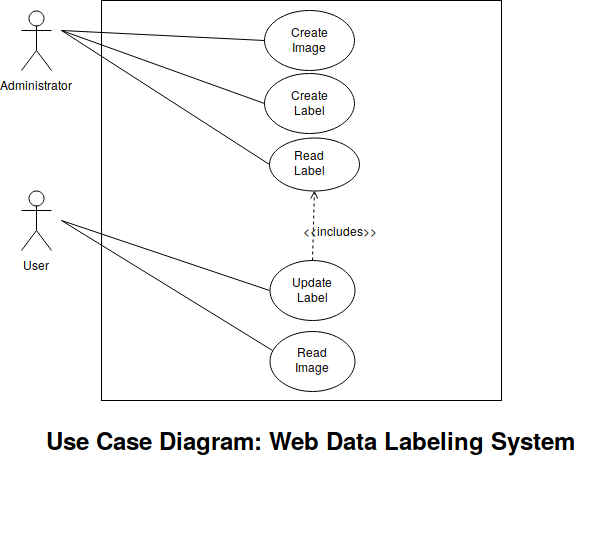 Create
Image
Administrator
Create
Label
Read
Label
<<includes>>
User
Update
Label
Read
Image
Use Case Diagram: Web Data Labeling System